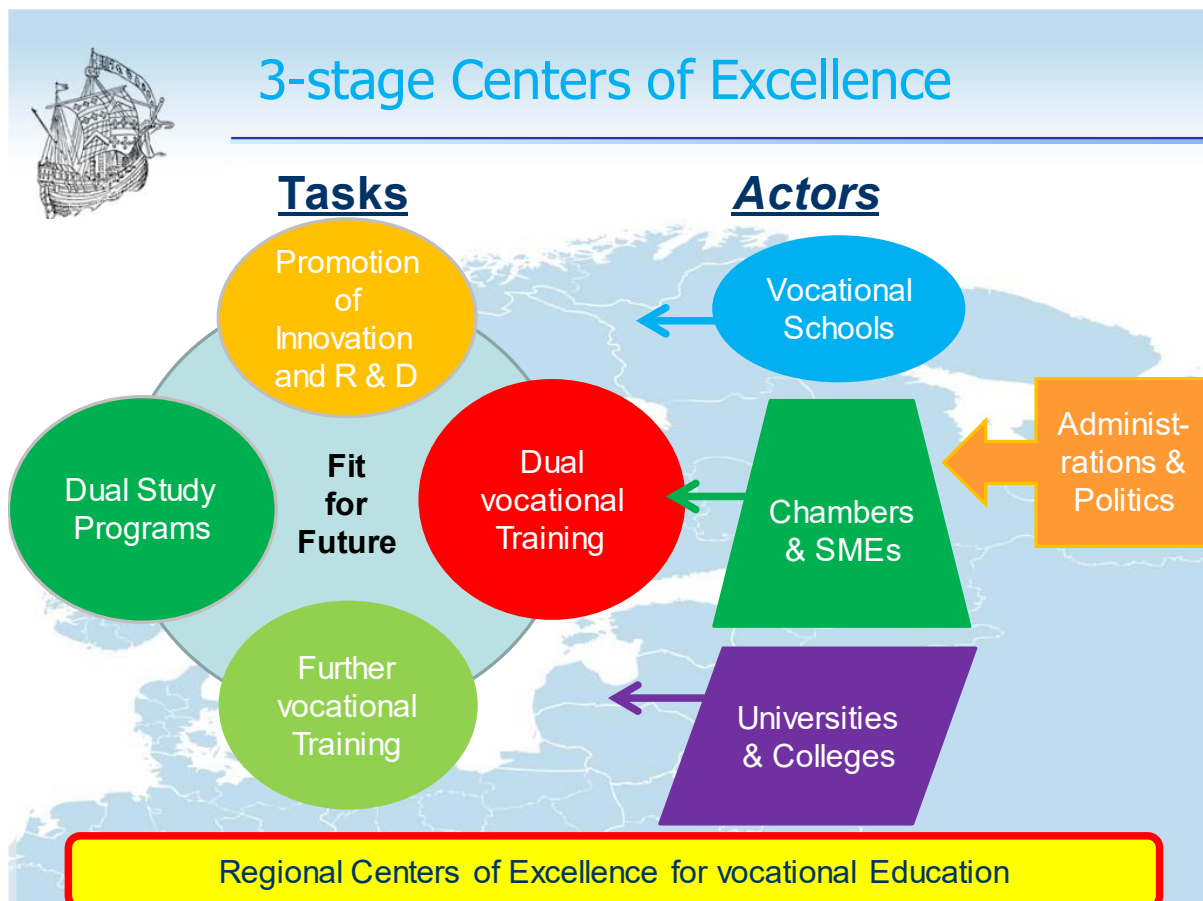 3-stage Centers of Excellence
Tasks
Promotion
of
Innovation
and R & D
Dual Study
Programs
Fit
for
Future
Dual
vocational
Training
Further
vocational
Training
Actors
Vocational
Schools
Chambers
& SMEs
Universities
& Colleges
Administ-
rations &
Politics
Regional Centers of Excellence for vocational Education